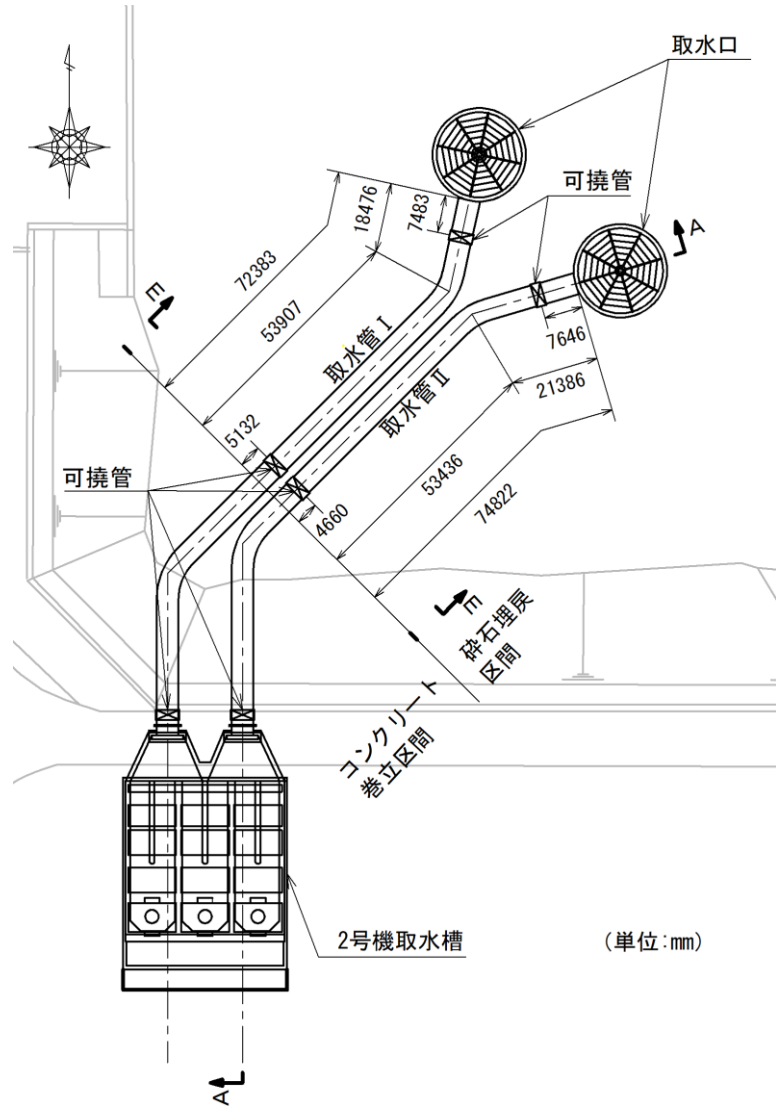 取水口
可撓管
A
7483
18476
72383
53907
E
取水管Ⅰ
7646
21386
取水管Ⅱ
5132
可撓管
53436
74822
4660
E
砕石埋戻
区間
コンクリート
巻立区間
2号機取水槽
(単位:mm)
A